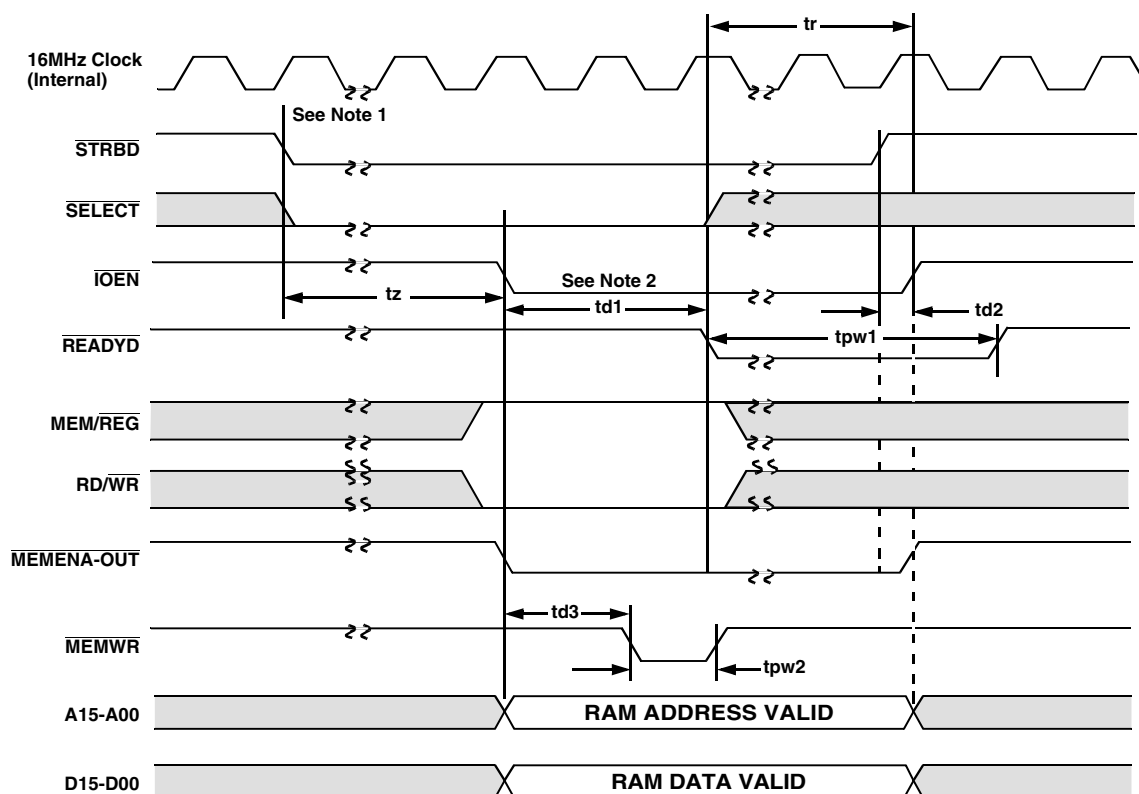 tr
16MHz Clock
(Internal)
See Note 1
STRBD
SELECT
IOEN
See Note 2
tz
td1
td2
READYD
tpw1
MEM/REG
RD/WR
MEMENA-OUT
td3
MEMWR
tpw2
A15-A00
RAM ADDRESS VALID
D15-D00
RAM DATA VALID